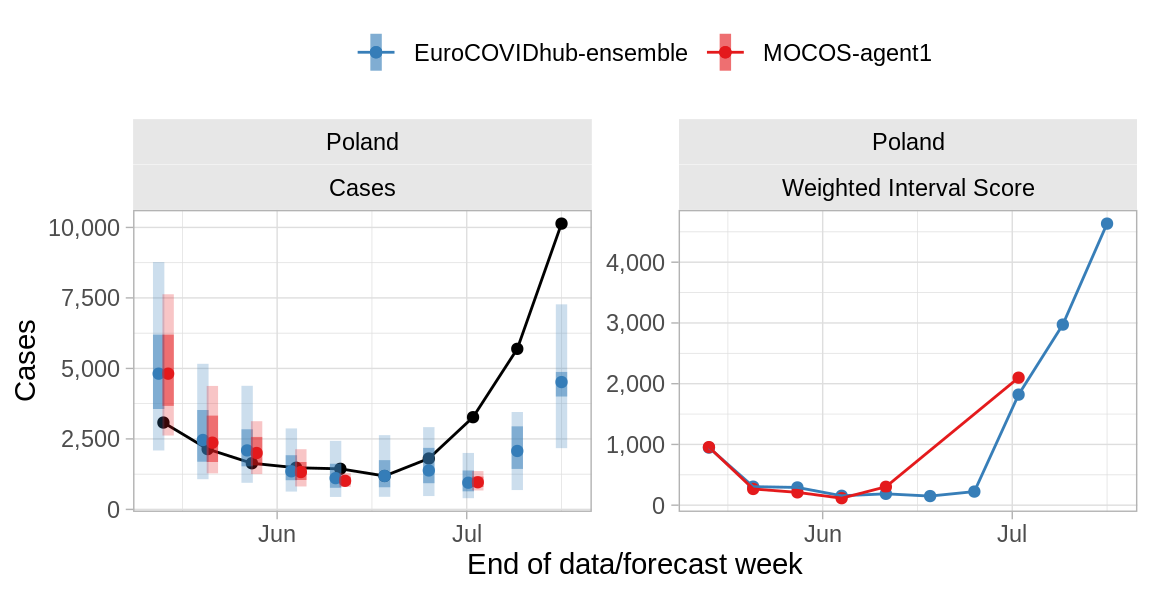 EuroCOVIDhub-ensemble MOCOS-agent1
Poland
Cases
10,000
7,500
5,000
2,500
0
Cases
Jun Jul
Poland
Weighted Interval Score
4,000
3,000
2,000
1,000
0
Jun Jul
End of data/forecast week